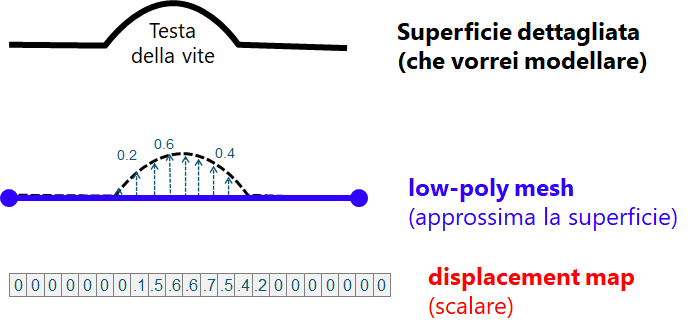 Testa
della vite
Superficie dettagliata
(che vorrei modellare)
0.2
0.6
0.4
low-poly mesh
(approssima la superficie)
0 0 0 0 0 0 0 .1 .5 .6 .6 .7 .5 .4 .2 0 0 0 0 0 0 0
displacement map
(scalare)